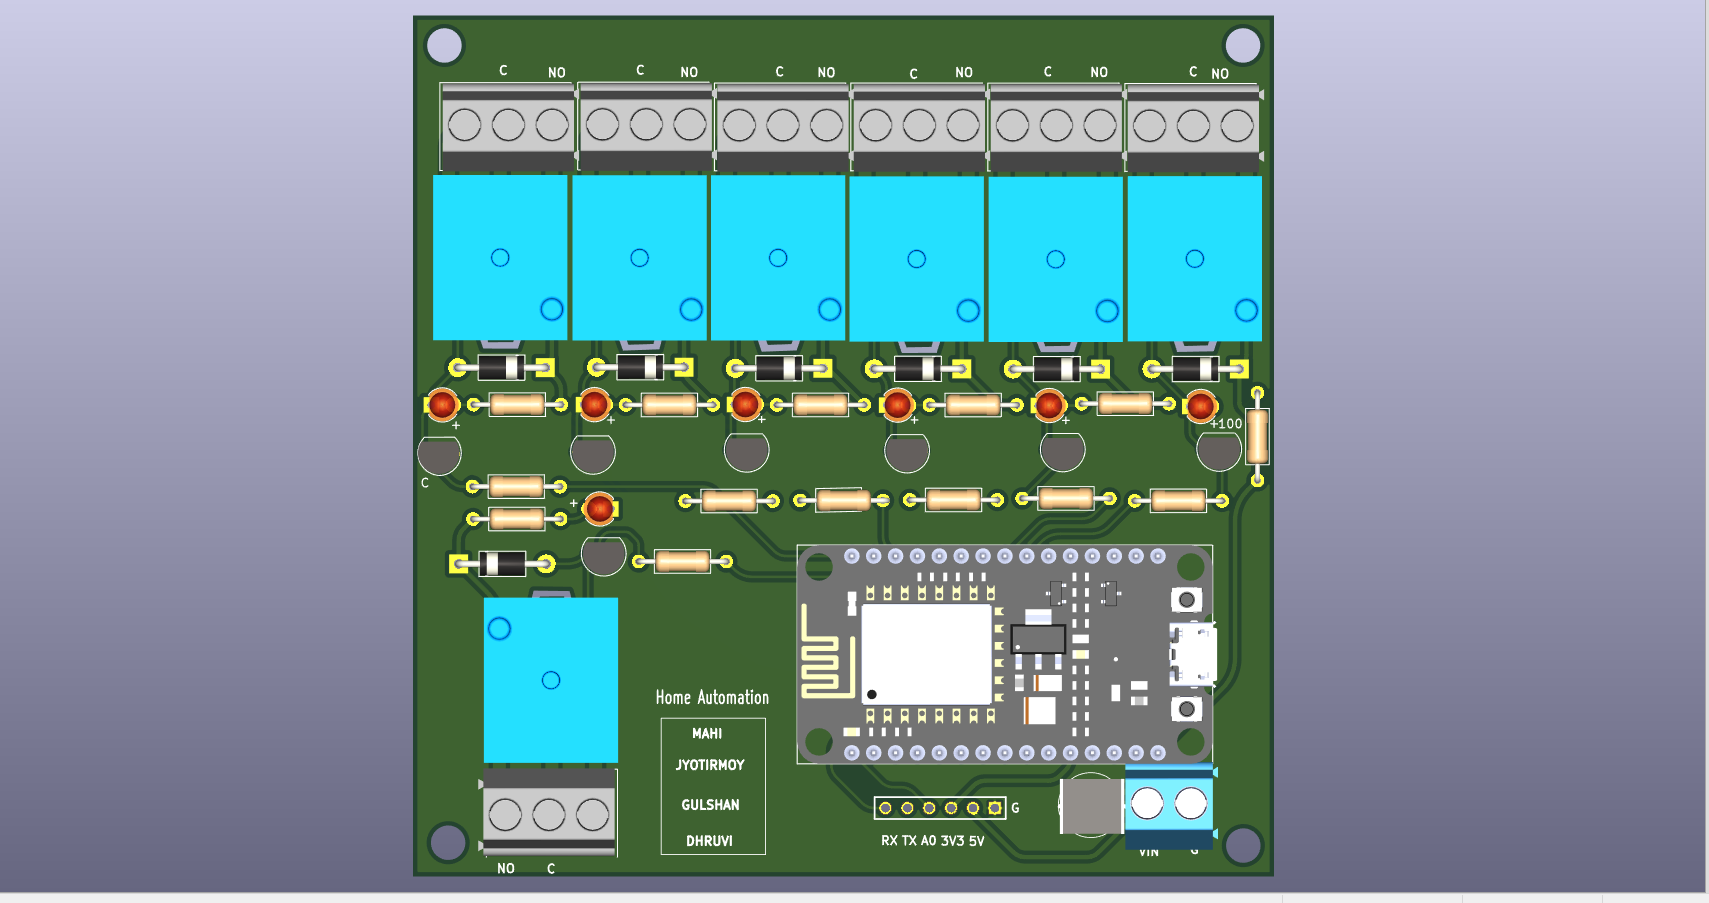 C NO C NO C NO C NO C NO C NO
+ + + + + +100
C
+
Home Automation
MAHI
JYOTIRMOY
GULSHAN
DHRUVI
G
RX TX A0 3V3 5V
VIN G
NO C